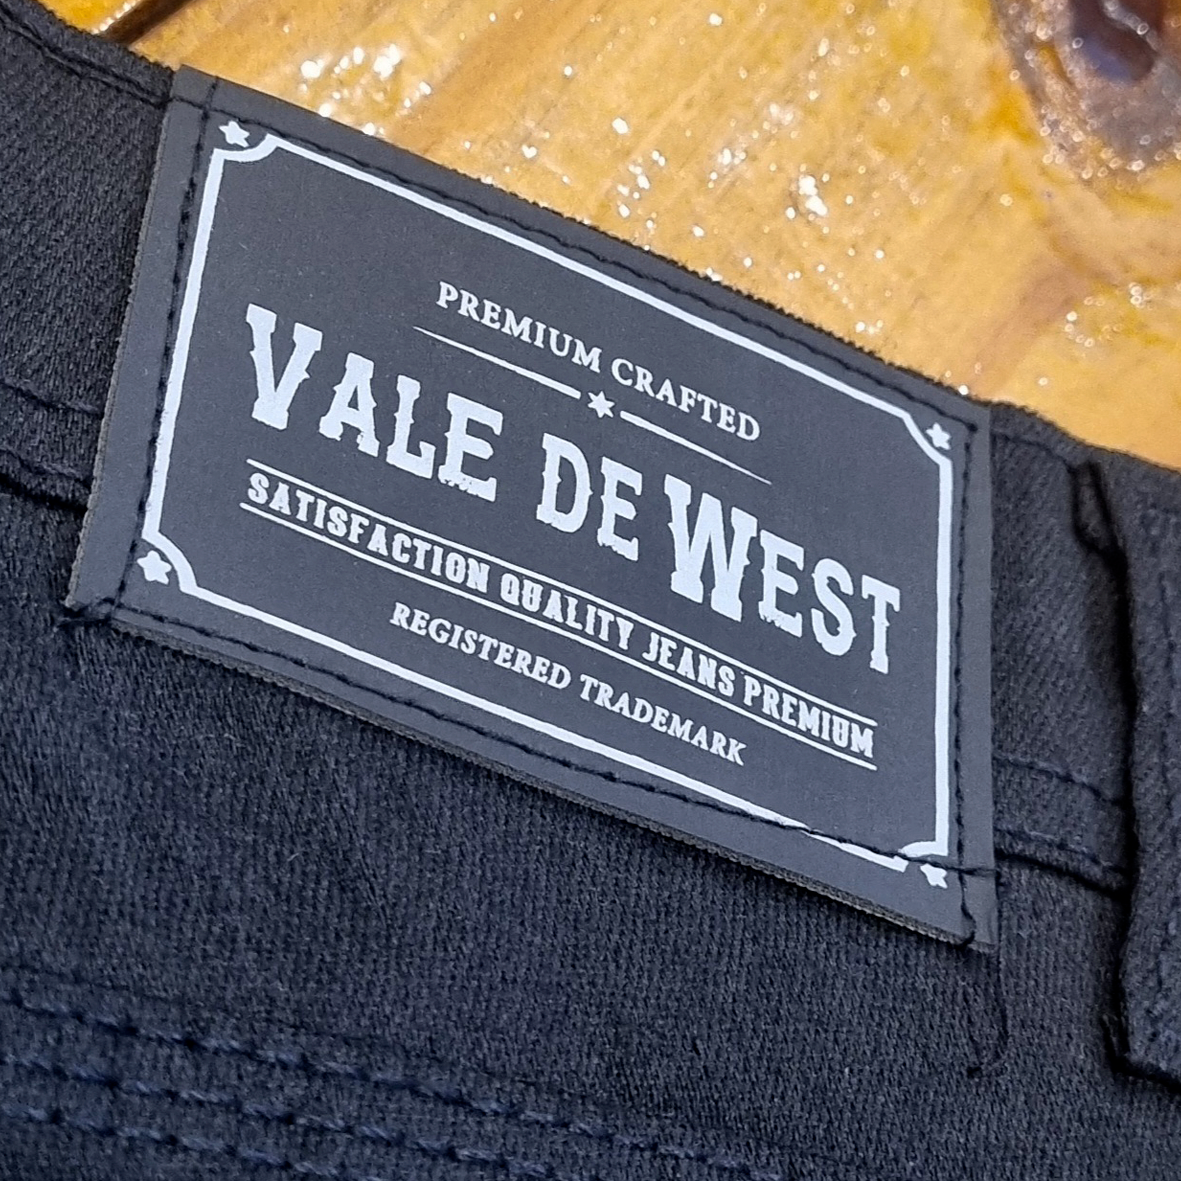 PREMIUM CRAFTED
VALE DE WEST
SATISFACTION QUALITY JEANS PREMIUM
REGISTERED TRADEMARK